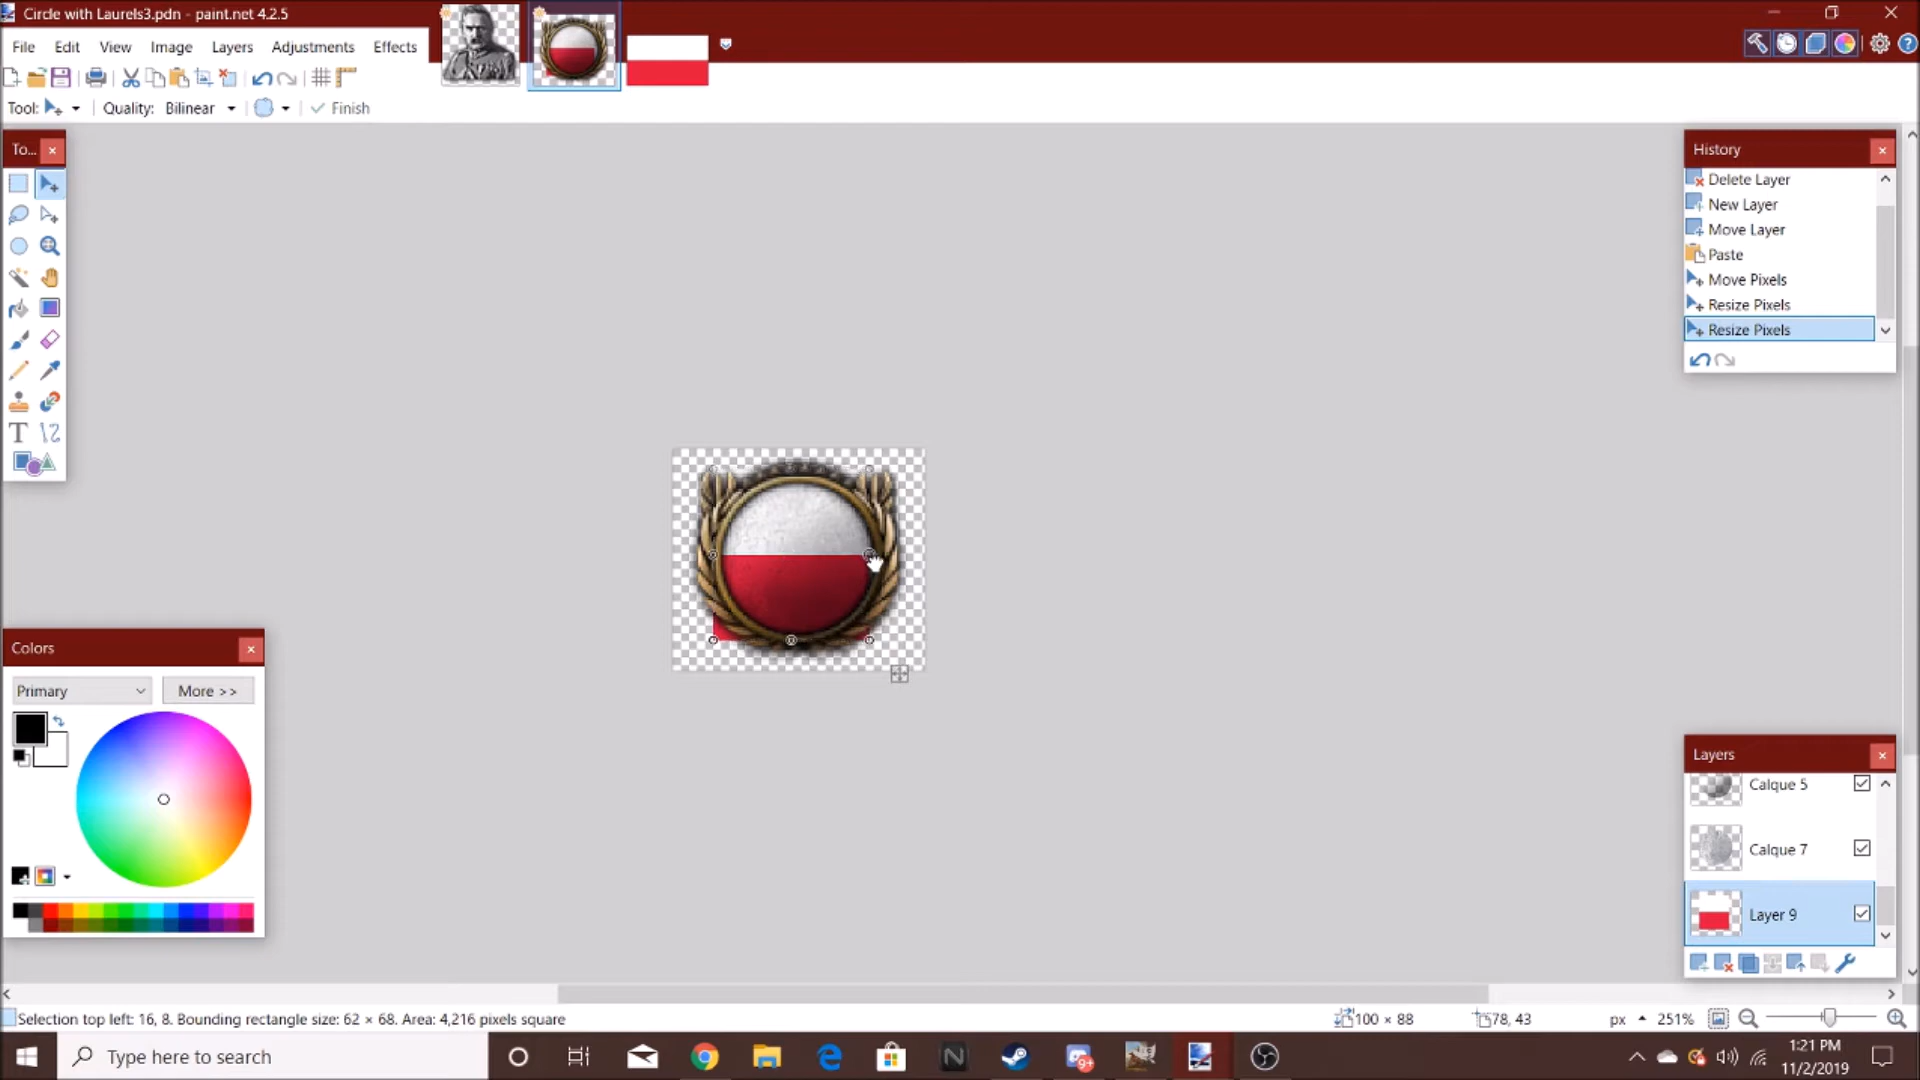 Circle with Laurels3.pdn - paint.net 4.2.5
File Edit View Image Layers Adjustments Effects
Tool: Quality: Bilinear Finish
To...
History
Delete Layer
New Layer
Move Layer
Paste
Move Pixels
Resize Pixels
Resize Pixels
Colors
Primary More >>
Layers
Calque 5
Calque 7
Layer 9
Selection top left: 16, 8. Bounding rectangle size: 62 × 68. Area: 4,216 pixels square 100 × 88 78, 43 px 251%
Type here to search
9+
1:21 PM
11/2/2019